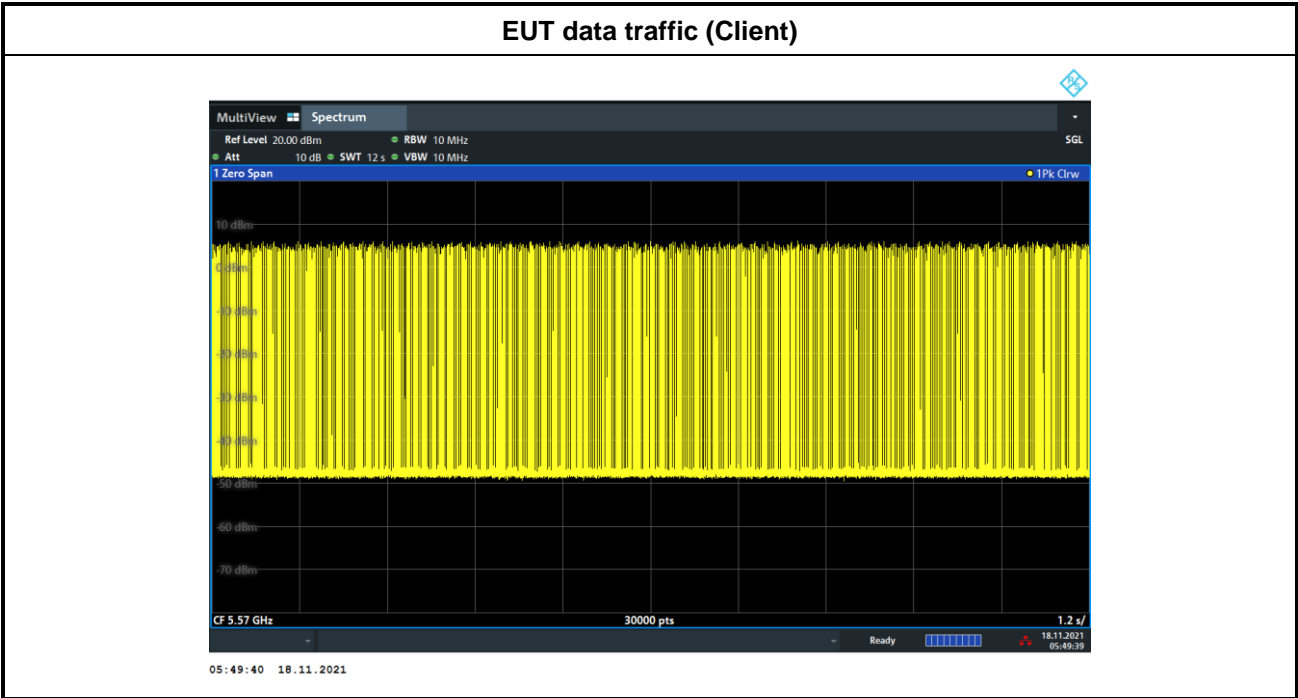 EUT data traffic (Client)
R S
MultiView Spectrum
Ref Level 20.00 dBm RBW 10 MHz SGL
Att 10 dB SWT 12 s VBW 10 MHz
1 Zero Span 1Pk Clrw
10 dBm
0 dBm
-10 dBm
-20 dBm
-30 dBm
-40 dBm
-50 dBm
-60 dBm
-70 dBm
CF 5.57 GHz 30000 pts 1.2 s/
Ready 18.11.2021
05:49:39
05:49:40 18.11.2021